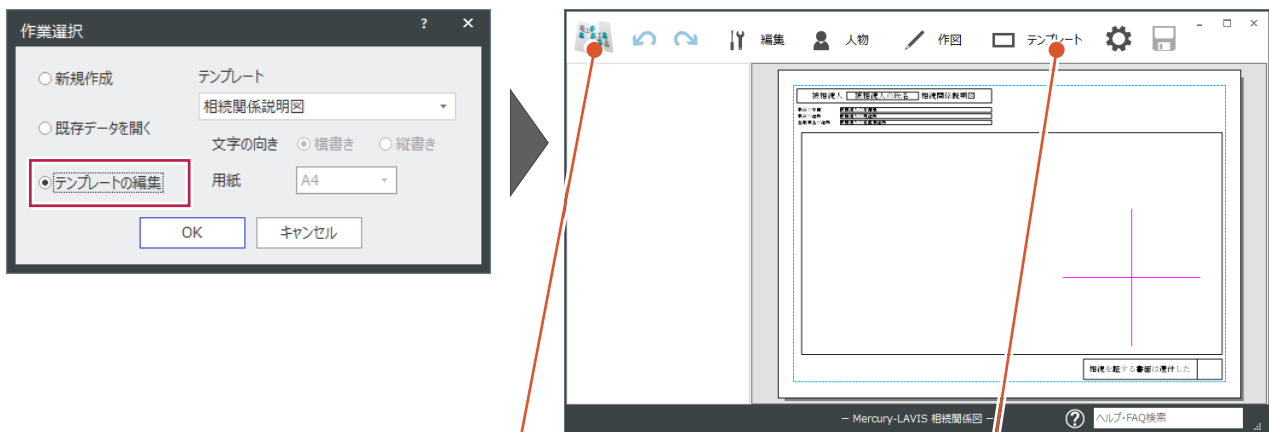 作業選択
? ×
新規作成
テンプレート
相続関係説明図
既存データを開く
文字の向き 横書き 縦書き
テンプレートの編集
用紙 A4
OK キャンセル
編集 人物 作図 テンプレート
被相続人 被相続人の氏名 相続関係説明図
相続を証する書面は還付した
― Mercury-LAVIS 相続関係図 ―
? ヘルプ・FAQ検索